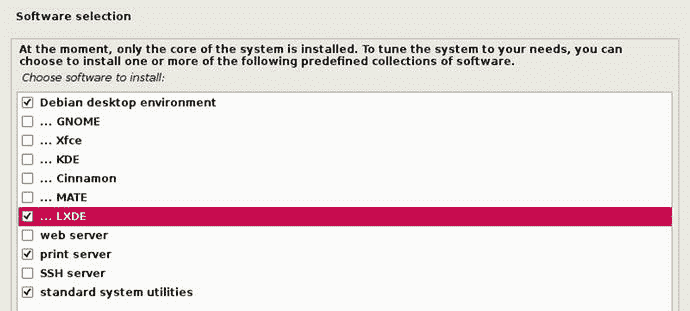 Software selection
At the moment, only the core of the system is installed. To tune the system to your needs, you can
choose to install one or more of the following predefined collections of software.
Choose software to install:
Debian desktop environment
... GNOME
... Xfce
... KDE
... Cinnamon
... MATE
... LXDE
web server
print server
SSH server
standard system utilities